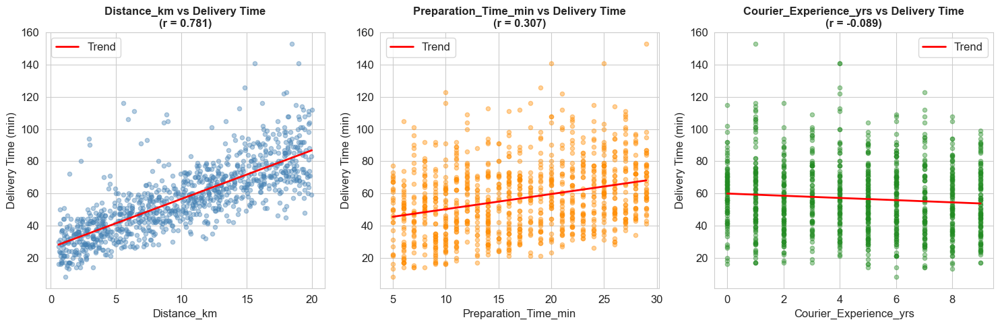 Distance_km vs Delivery Time
(r = 0.781)
Trend
160
140
120
100
80
60
40
20
Delivery Time (min)
0
5
10
15
20
Distance_km
Preparation_Time_min vs Delivery Time
(r = 0.307)
Trend
160
140
120
100
80
60
40
20
Delivery Time (min)
5
10
15
20
25
30
Preparation_Time_min
Courier_Experience_yrs vs Delivery Time
(r = -0.089)
Trend
160
140
120
100
80
60
40
20
Delivery Time (min)
0
2
4
6
8
Courier_Experience_yrs